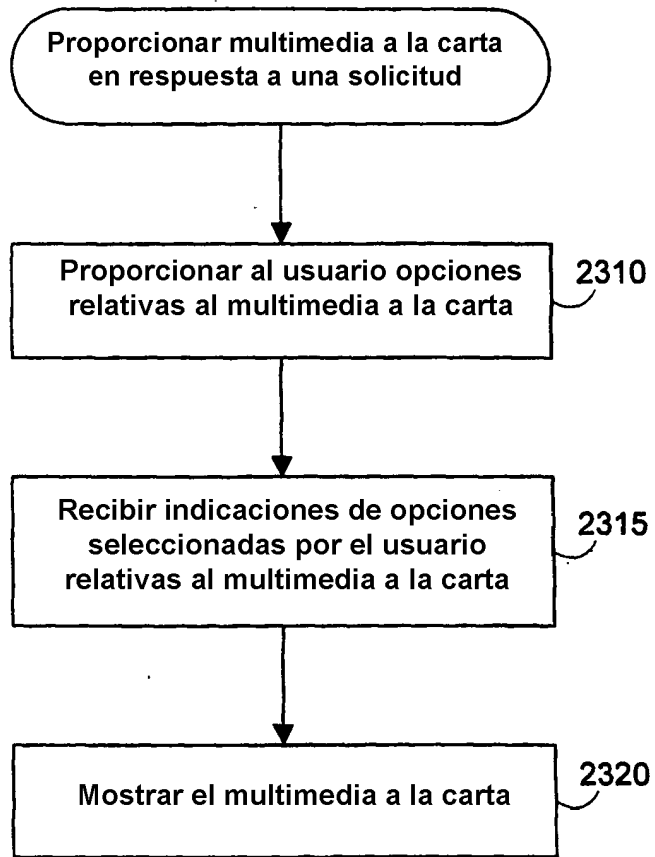 Proporcionar multimedia a la carta
en respuesta a una solicitud
Proporcionar al usuario opciones
relativas al multimedia a la carta
2310
Recibir indicaciones de opciones
seleccionadas por el usuario
relativas al multimedia a la carta
2315
Mostrar el multimedia a la carta
2320